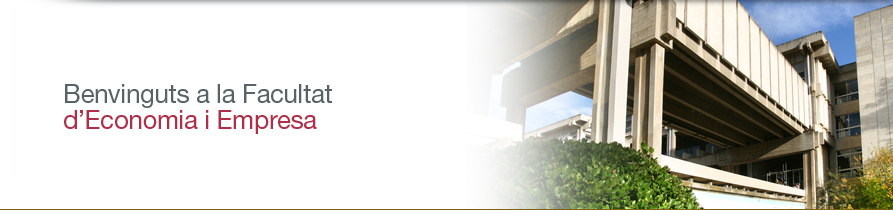 Benvinguts a la Facultat
d’Economia i Empresa